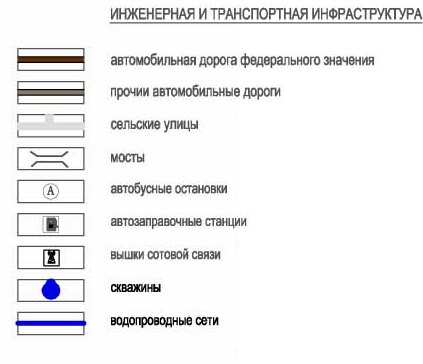 ИНЖЕНЕРНАЯ И ТРАНСПОРТНАЯ ИНФРАСТРУКТУРА
автомобильная дорога федерального значения
прочии автомобильные дороги
сельские улицы
мосты
А автобусные остановки
автозаправочные станции
вышки сотовой связи
скважины
водопроводные сети